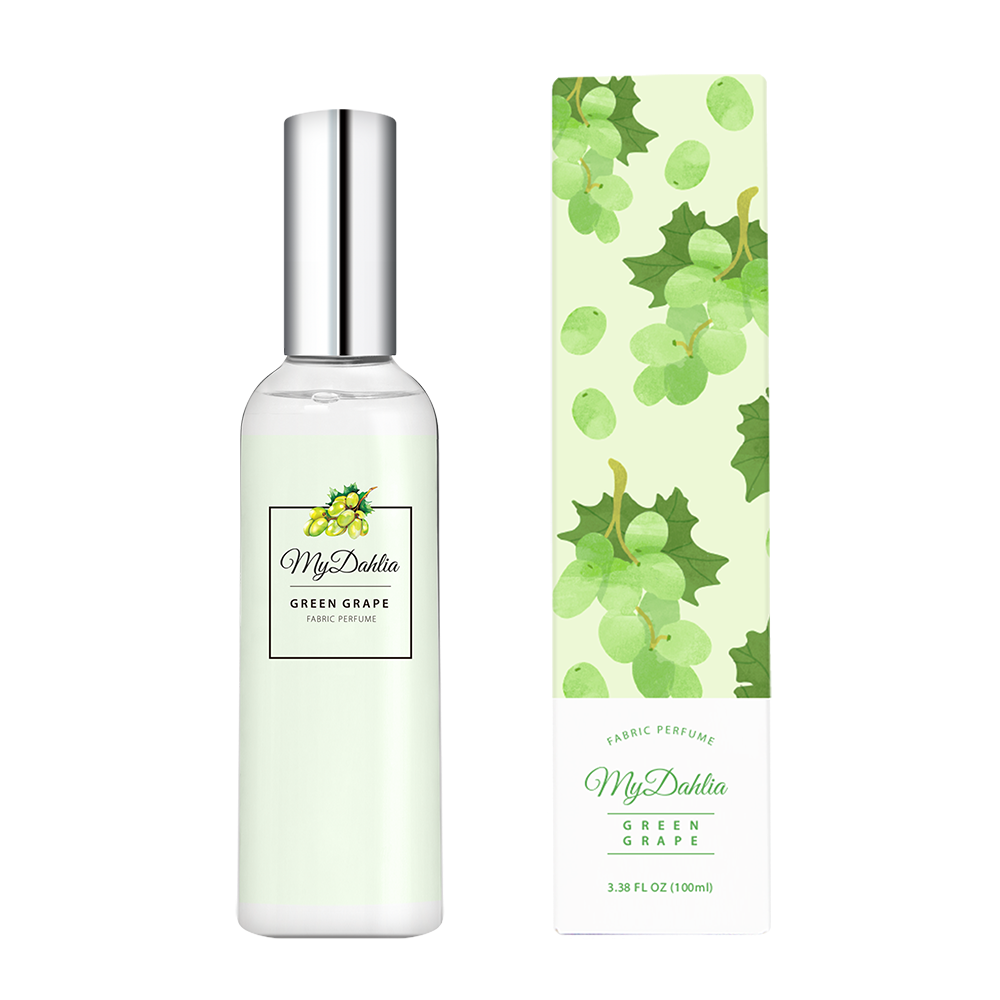 MyDahlia
GREEN GRAPE
FABRIC PERFUME
FABRIC PERFUME
MyDahlia
GREEN
GRAPE
3.38 FL OZ (100ml)